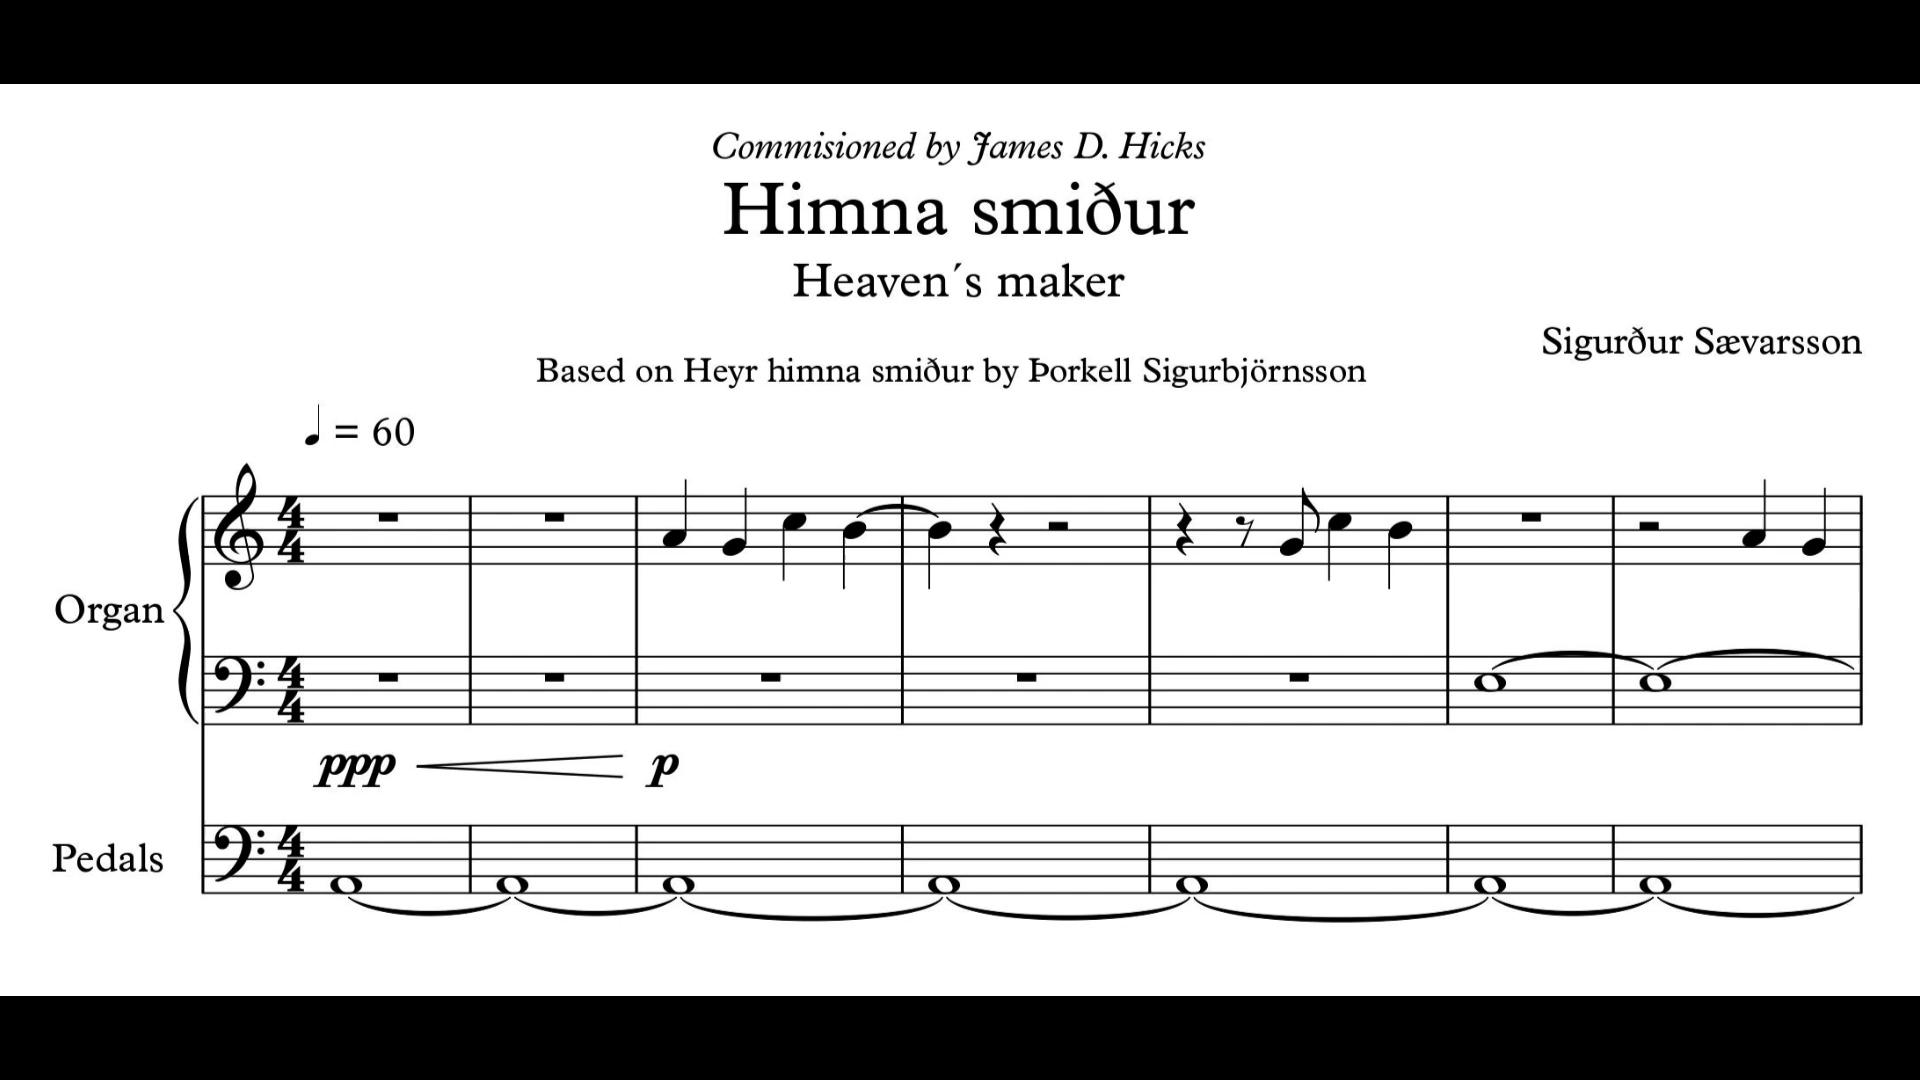 Commisioned by James D. Hicks
Himna smiður
Heaven´s maker
Sigurður Sævarsson
Based on Heyr himna smiður by Þorkell Sigurbjörnsson
♩ = 60
Organ
ppp p
Pedals